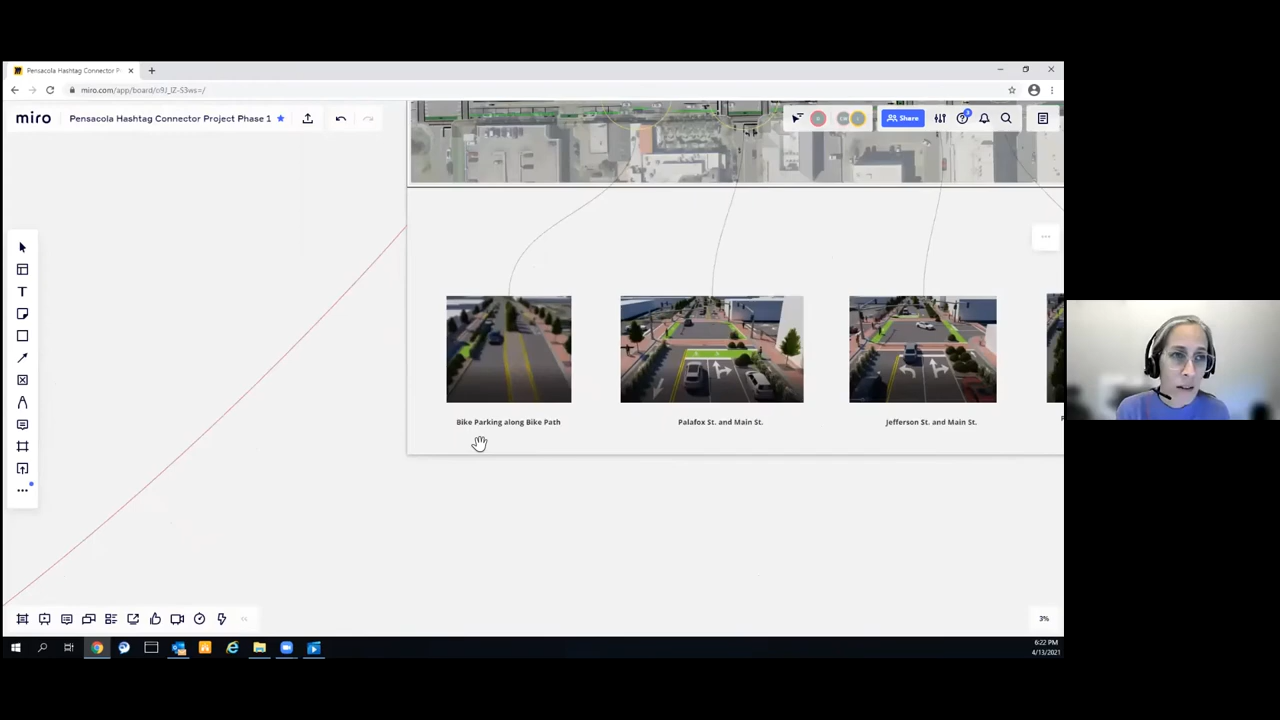 Pensacola Hashtag Connector P
miro.com/app/board/o9J_lZ-S3ws=/
miro
Pensacola Hashtag Connector Project Phase 1
Share
Bike Parking along Bike Path
Palafox St. and Main St.
Jefferson St. and Main St.
3%
6:22 PM
4/13/2021